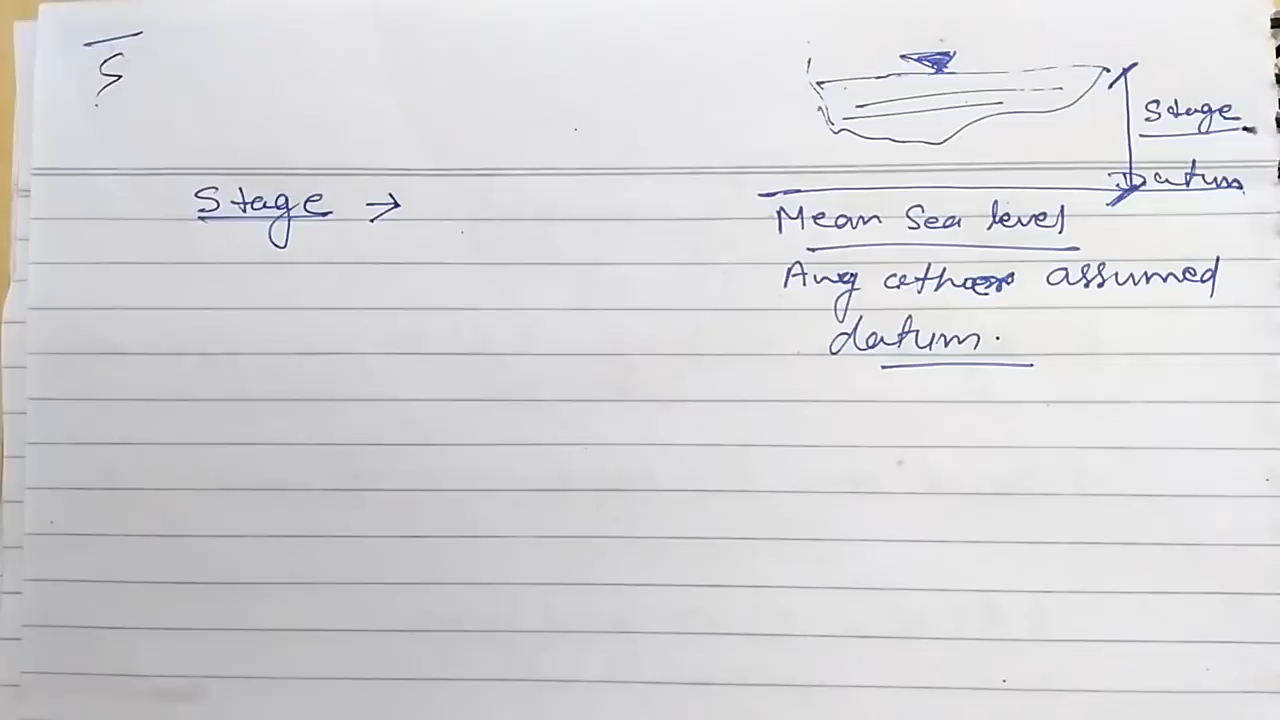 S
Stage
Datum
Stage →
Mean Sea level
Any other assumed
datum.